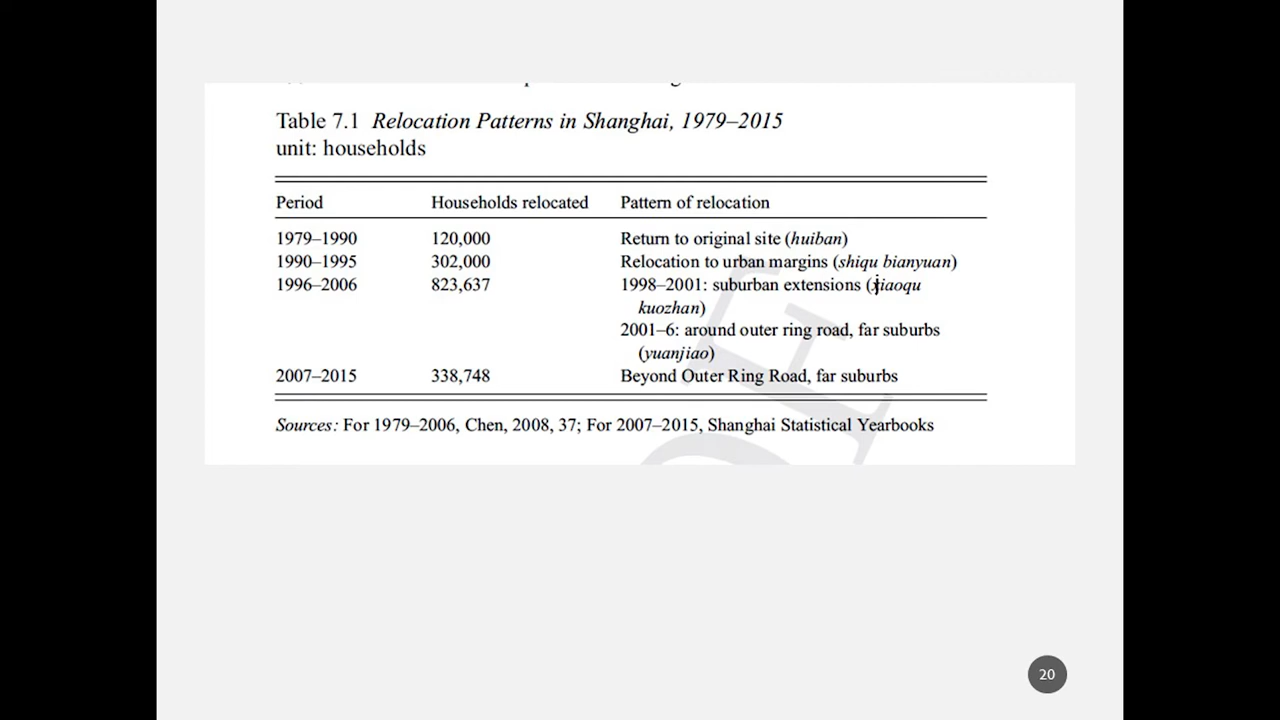 Table 7.1 Relocation Patterns in Shanghai, 1979–2015
unit: households
Period Households relocated Pattern of relocation
1979–1990 120,000 Return to original site (huiban)
1990–1995 302,000 Relocation to urban margins (shiqu bianyuan)
1996–2006 823,637 1998–2001: suburban extensions (jiaoqu
kuozhan)
2001–6: around outer ring road, far suburbs
(yuanjiao)
2007–2015 338,748 Beyond Outer Ring Road, far suburbs
Sources: For 1979–2006, Chen, 2008, 37; For 2007–2015, Shanghai Statistical Yearbooks
20